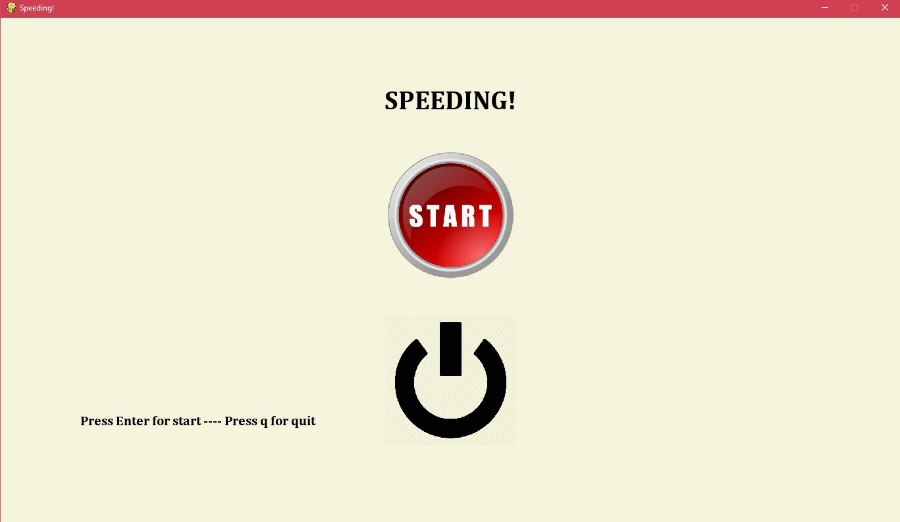 Speeding!
SPEEDING!
START
Press Enter for start ---- Press q for quit